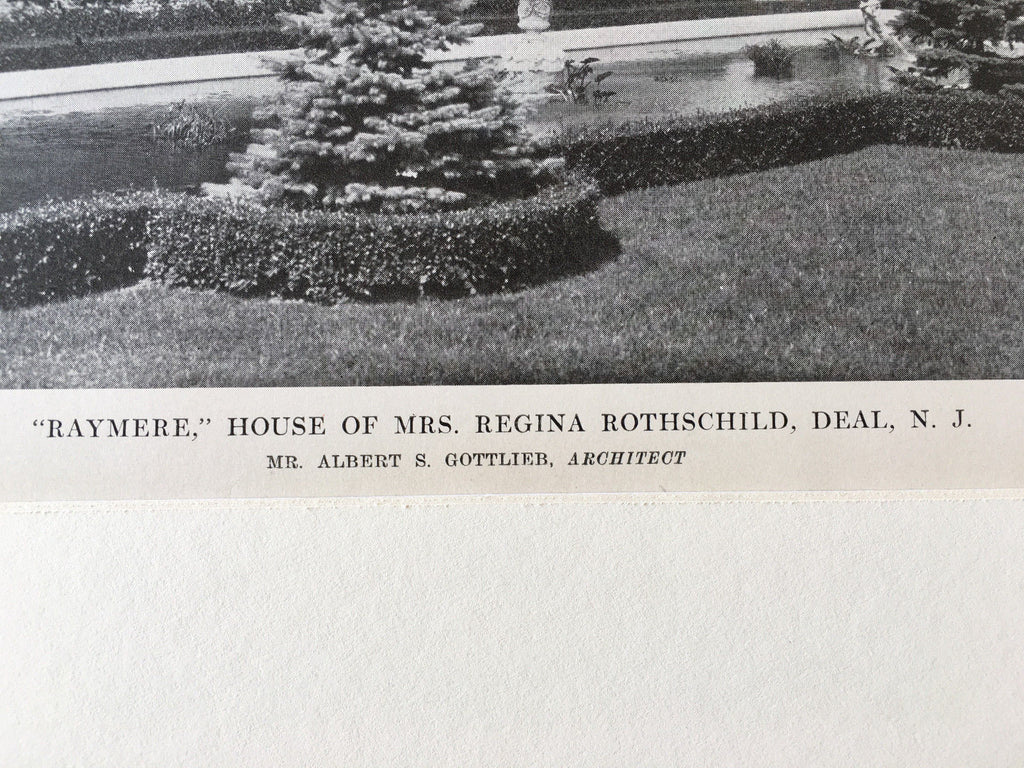 “RAYMERE,” HOUSE OF MRS. REGINA ROTHSCHILD, DEAL, N. J.
MR. ALBERT S. GOTTLIEB, ARCHITECT